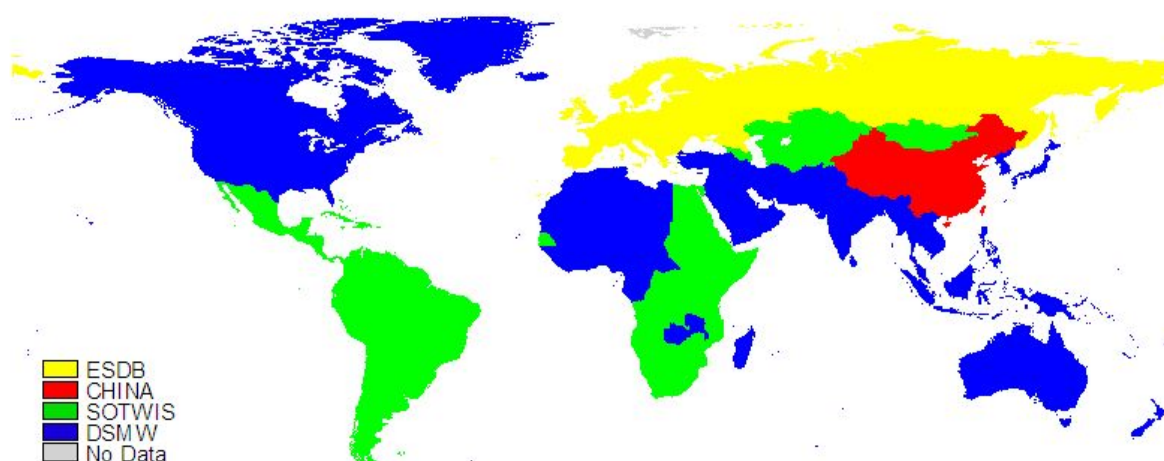 ESDB
CHINA
SOTWIS
DSMW
No Data